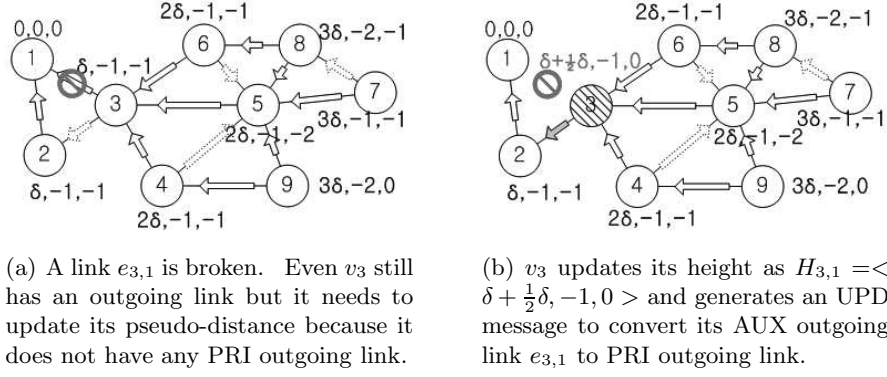 0,0,0
2δ,-1,-1
3δ,-2,-1
1
δ,-1,-1
6
8
3
5
7
2
2δ,-1,-2
3δ,-1,-1
δ,-1,-1
4
9
3δ,-2,0
2δ,-1,-1
(a) A link e3,1 is broken. Even v3 still
has an outgoing link but it needs to
update its pseudo-distance because it
does not have any PRI outgoing link.
0,0,0
2δ,-1,-1
3δ,-2,-1
1
δ+½δ,-1,0
6
8
3
5
7
2
2δ,-1,-2
3δ,-1,-1
δ,-1,-1
4
9
3δ,-2,0
2δ,-1,-1
(b) v3 updates its height as H3,1 =<
δ + ½δ, −1, 0 > and generates an UPD
message to convert its AUX outgoing
link e3,1 to PRI outgoing link.